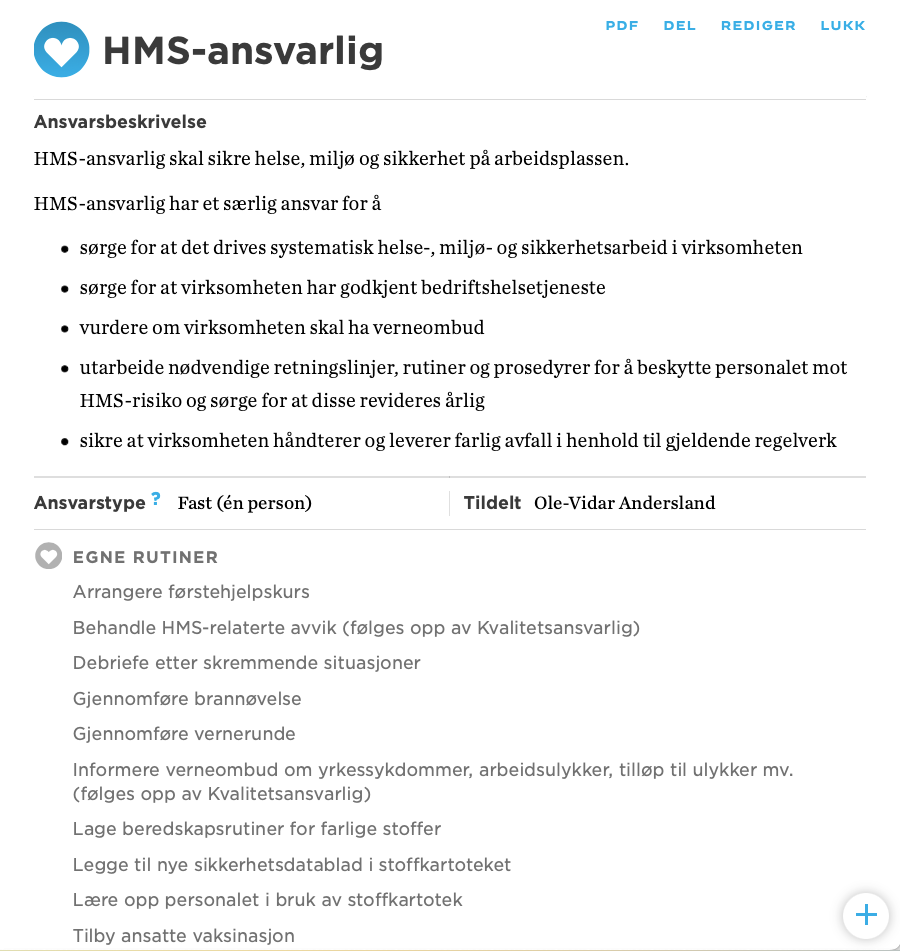 PDF DEL REDIGER LUKK
HMS-ansvarlig
Ansvarsbeskrivelse
HMS-ansvarlig skal sikre helse, miljø og sikkerhet på arbeidsplassen.
HMS-ansvarlig har et særlig ansvar for å
• sørge for at det drives systematisk helse-, miljø- og sikkerhetsarbeid i virksomheten
• sørge for at virksomheten har godkjent bedriftshelsetjeneste
• vurdere om virksomheten skal ha verneombud
• utarbeide nødvendige retningslinjer, rutiner og prosedyrer for å beskytte personalet mot
HMS-risiko og sørge for at disse revideres årlig
• sikre at virksomheten håndterer og leverer farlig avfall i henhold til gjeldende regelverk
Ansvarstype ? Fast (én person) Tildelt Ole-Vidar Andersland
EGNE RUTINER
Arrangere førstehjelpskurs
Behandle HMS-relaterte avvik (følges opp av Kvalitetsansvarlig)
Debriefe etter skremmende situasjoner
Gjennomføre brannøvelse
Gjennomføre vernerunde
Informere verneombud om yrkessykdommer, arbeidsulykker, tilløp til ulykker mv.
(følges opp av Kvalitetsansvarlig)
Lage beredskapsrutiner for farlige stoffer
Legge til nye sikkerhetsdatablad i stoffkartoteket
Lære opp personalet i bruk av stoffkartotek
Tilby ansatte vaksinasjon